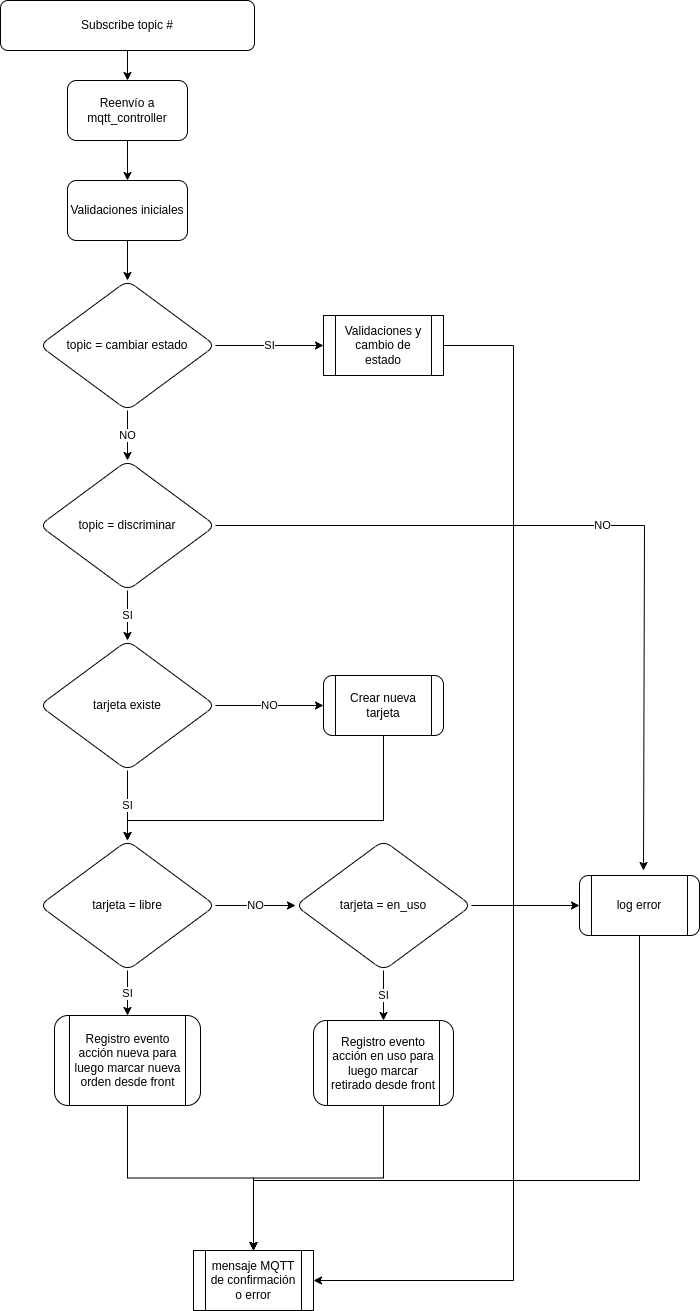 Subscribe topic #
Reenvío a
mqtt_controller
Validaciones iniciales
topic = cambiar estado
SI
Validaciones y
cambio de
estado
NO
topic = discriminar
NO
SI
tarjeta existe
NO
Crear nueva
tarjeta
SI
tarjeta = libre
NO
tarjeta = en_uso
log error
SI
SI
Registro evento
acción nueva para
luego marcar nueva
orden desde front
Registro evento
acción en uso para
luego marcar
retirado desde front
mensaje MQTT
de confirmación
o error